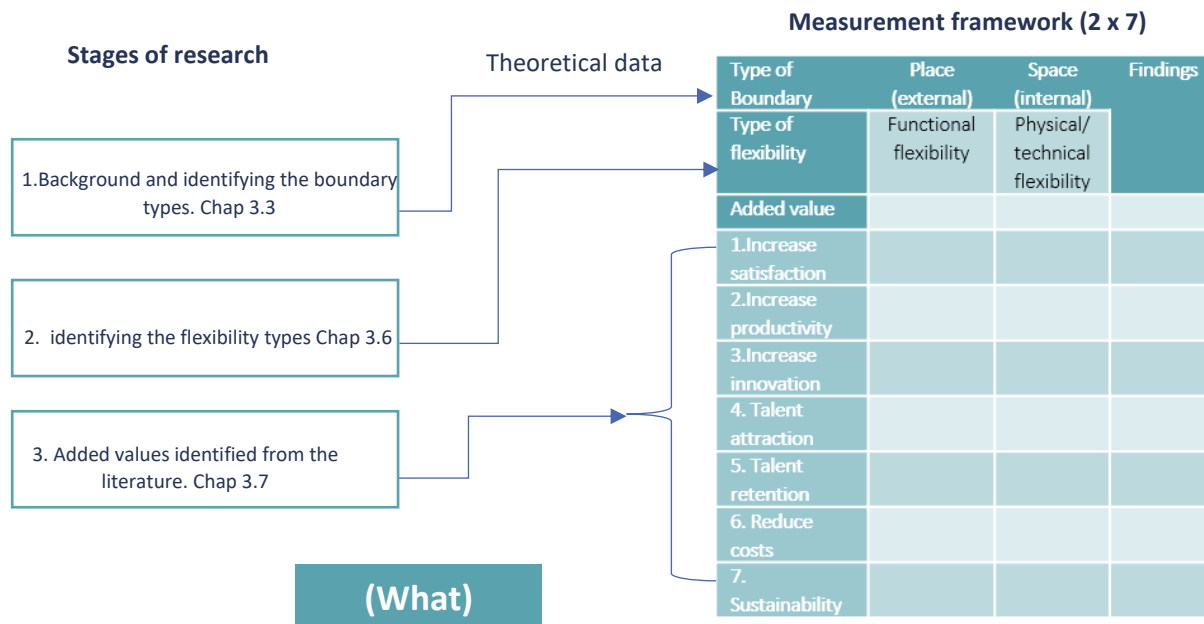 Measurement framework (2 x 7)
Stages of research
Theoretical data
1.Background and identifying the boundary
types. Chap 3.3
2. identifying the flexibility types Chap 3.6
3. Added values identified from the
literature. Chap 3.7
(What)
Type of
Boundary
Place
(external)
Space
(internal)
Findings
Type of
flexibility
Functional
flexibility
Physical/
technical
flexibility
Added value
1.Increase
satisfaction
2.Increase
productivity
3.Increase
innovation
4. Talent
attraction
5. Talent
retention
6. Reduce
costs
7.
Sustainability